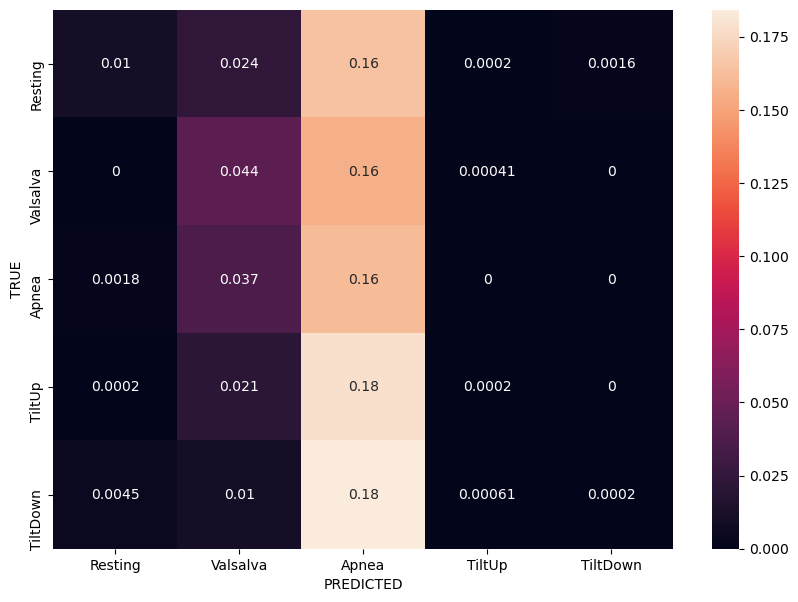 Resting 0.01 0.024 0.16 0.0002 0.0016
Valsalva 0 0.044 0.16 0.00041 0
Apnea 0.0018 0.037 0.16 0 0
TiltUp 0.0002 0.021 0.18 0.0002 0
TiltDown 0.0045 0.01 0.18 0.00061 0.0002
TRUE
Resting Valsalva Apnea TiltUp TiltDown
PREDICTED
0.175
0.150
0.125
0.100
0.075
0.050
0.025
0.000